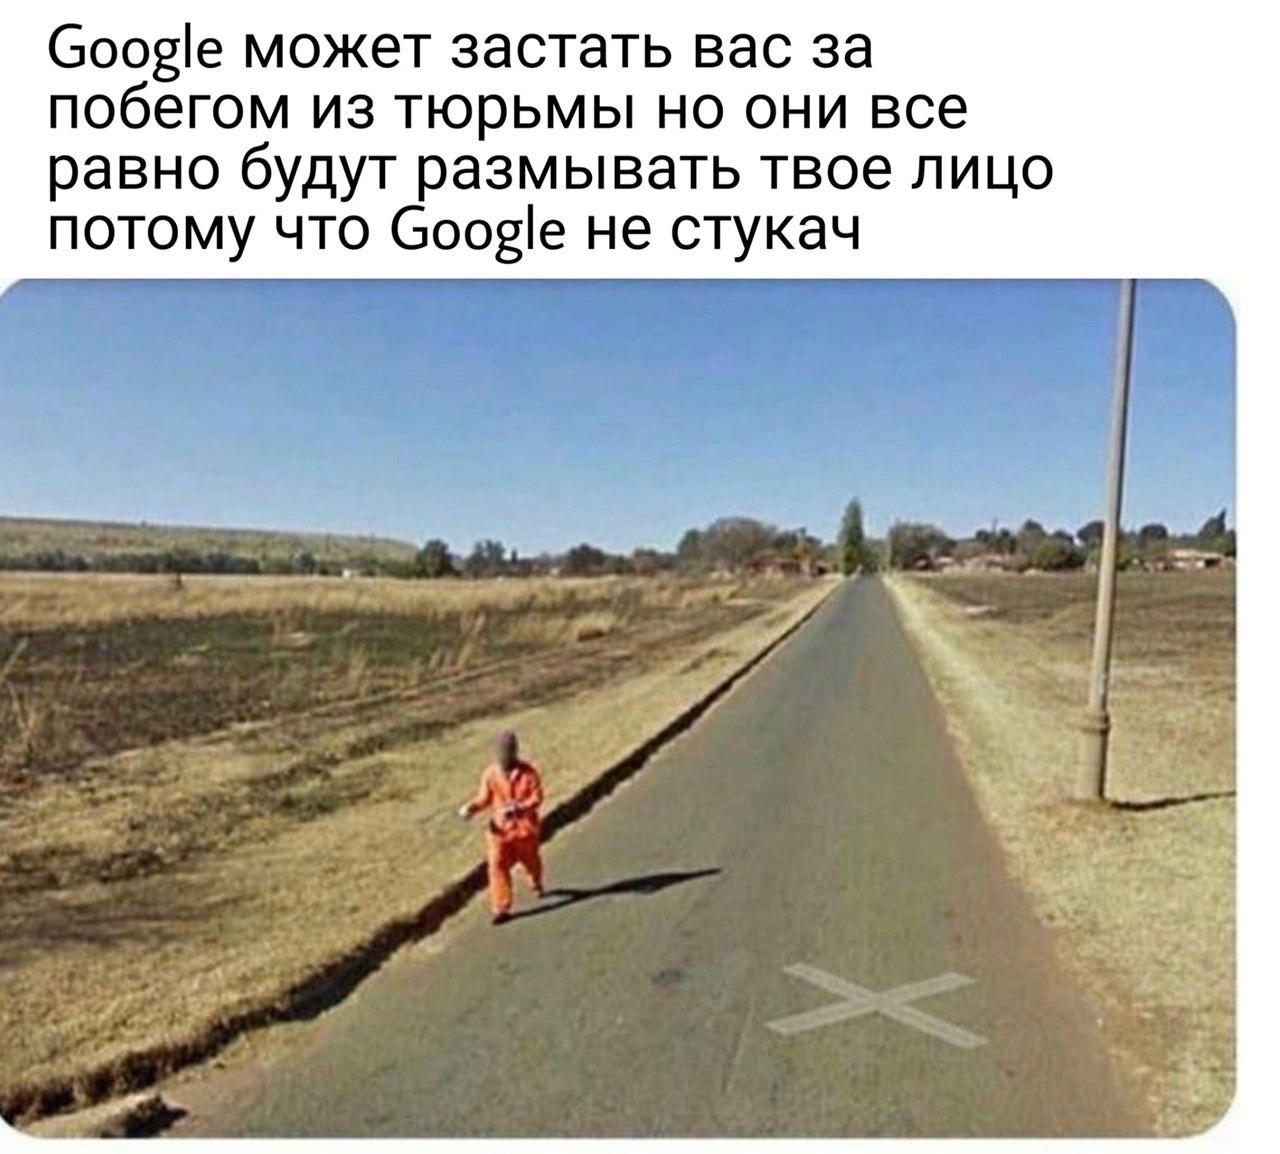 Google может застать вас за
побегом из тюрьмы но они все
равно будут размывать твое лицо
потому что Google не стукач